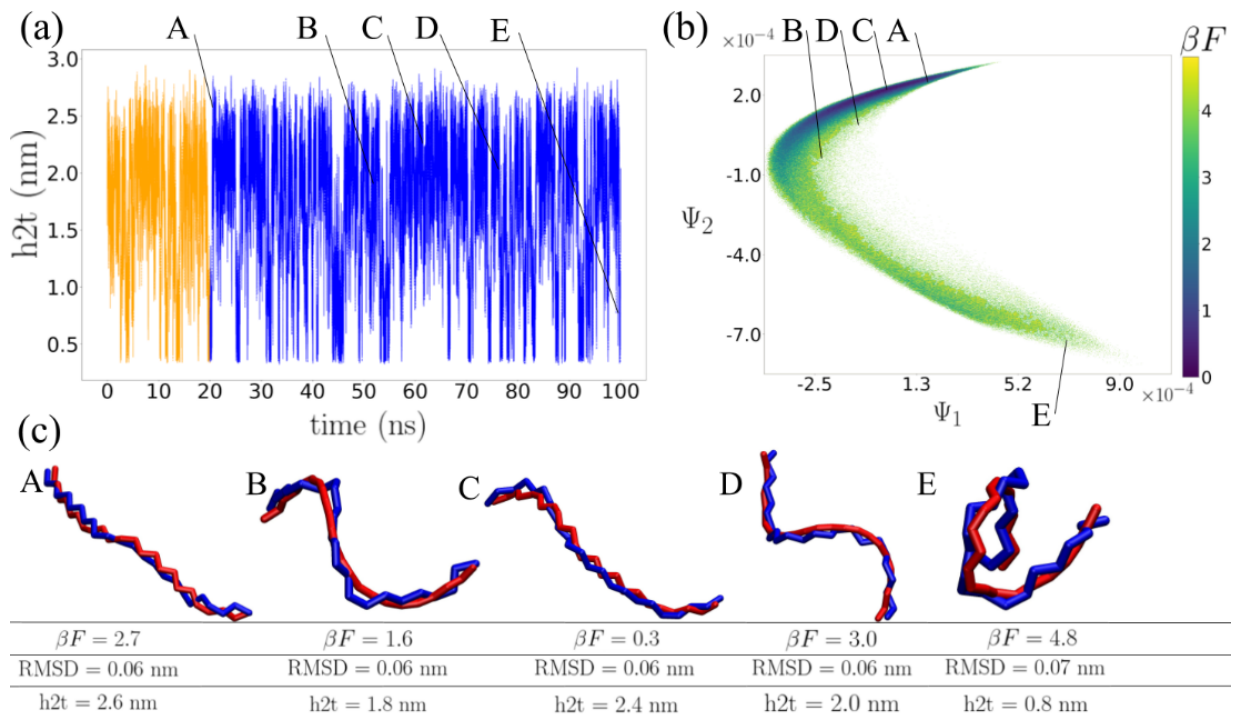 (a)
A
B
C
D
E
h2t (nm)
3.0
2.5
2.0
1.5
1.0
0.5
0 10 20 30 40 50 60 70 80 90 100
time (ns)
(b)
B D C A
×10⁻⁴
βF
Ψ₂
2.0
-1.0
-4.0
-7.0
4
3
2
1
0
-2.5 1.3 5.2 9.0
×10⁻⁴
Ψ₁
E
(c)
A B C D E
βF = 2.7 βF = 1.6 βF = 0.3 βF = 3.0 βF = 4.8
RMSD = 0.06 nm RMSD = 0.06 nm RMSD = 0.06 nm RMSD = 0.06 nm RMSD = 0.07 nm
h2t = 2.6 nm h2t = 1.8 nm h2t = 2.4 nm h2t = 2.0 nm h2t = 0.8 nm